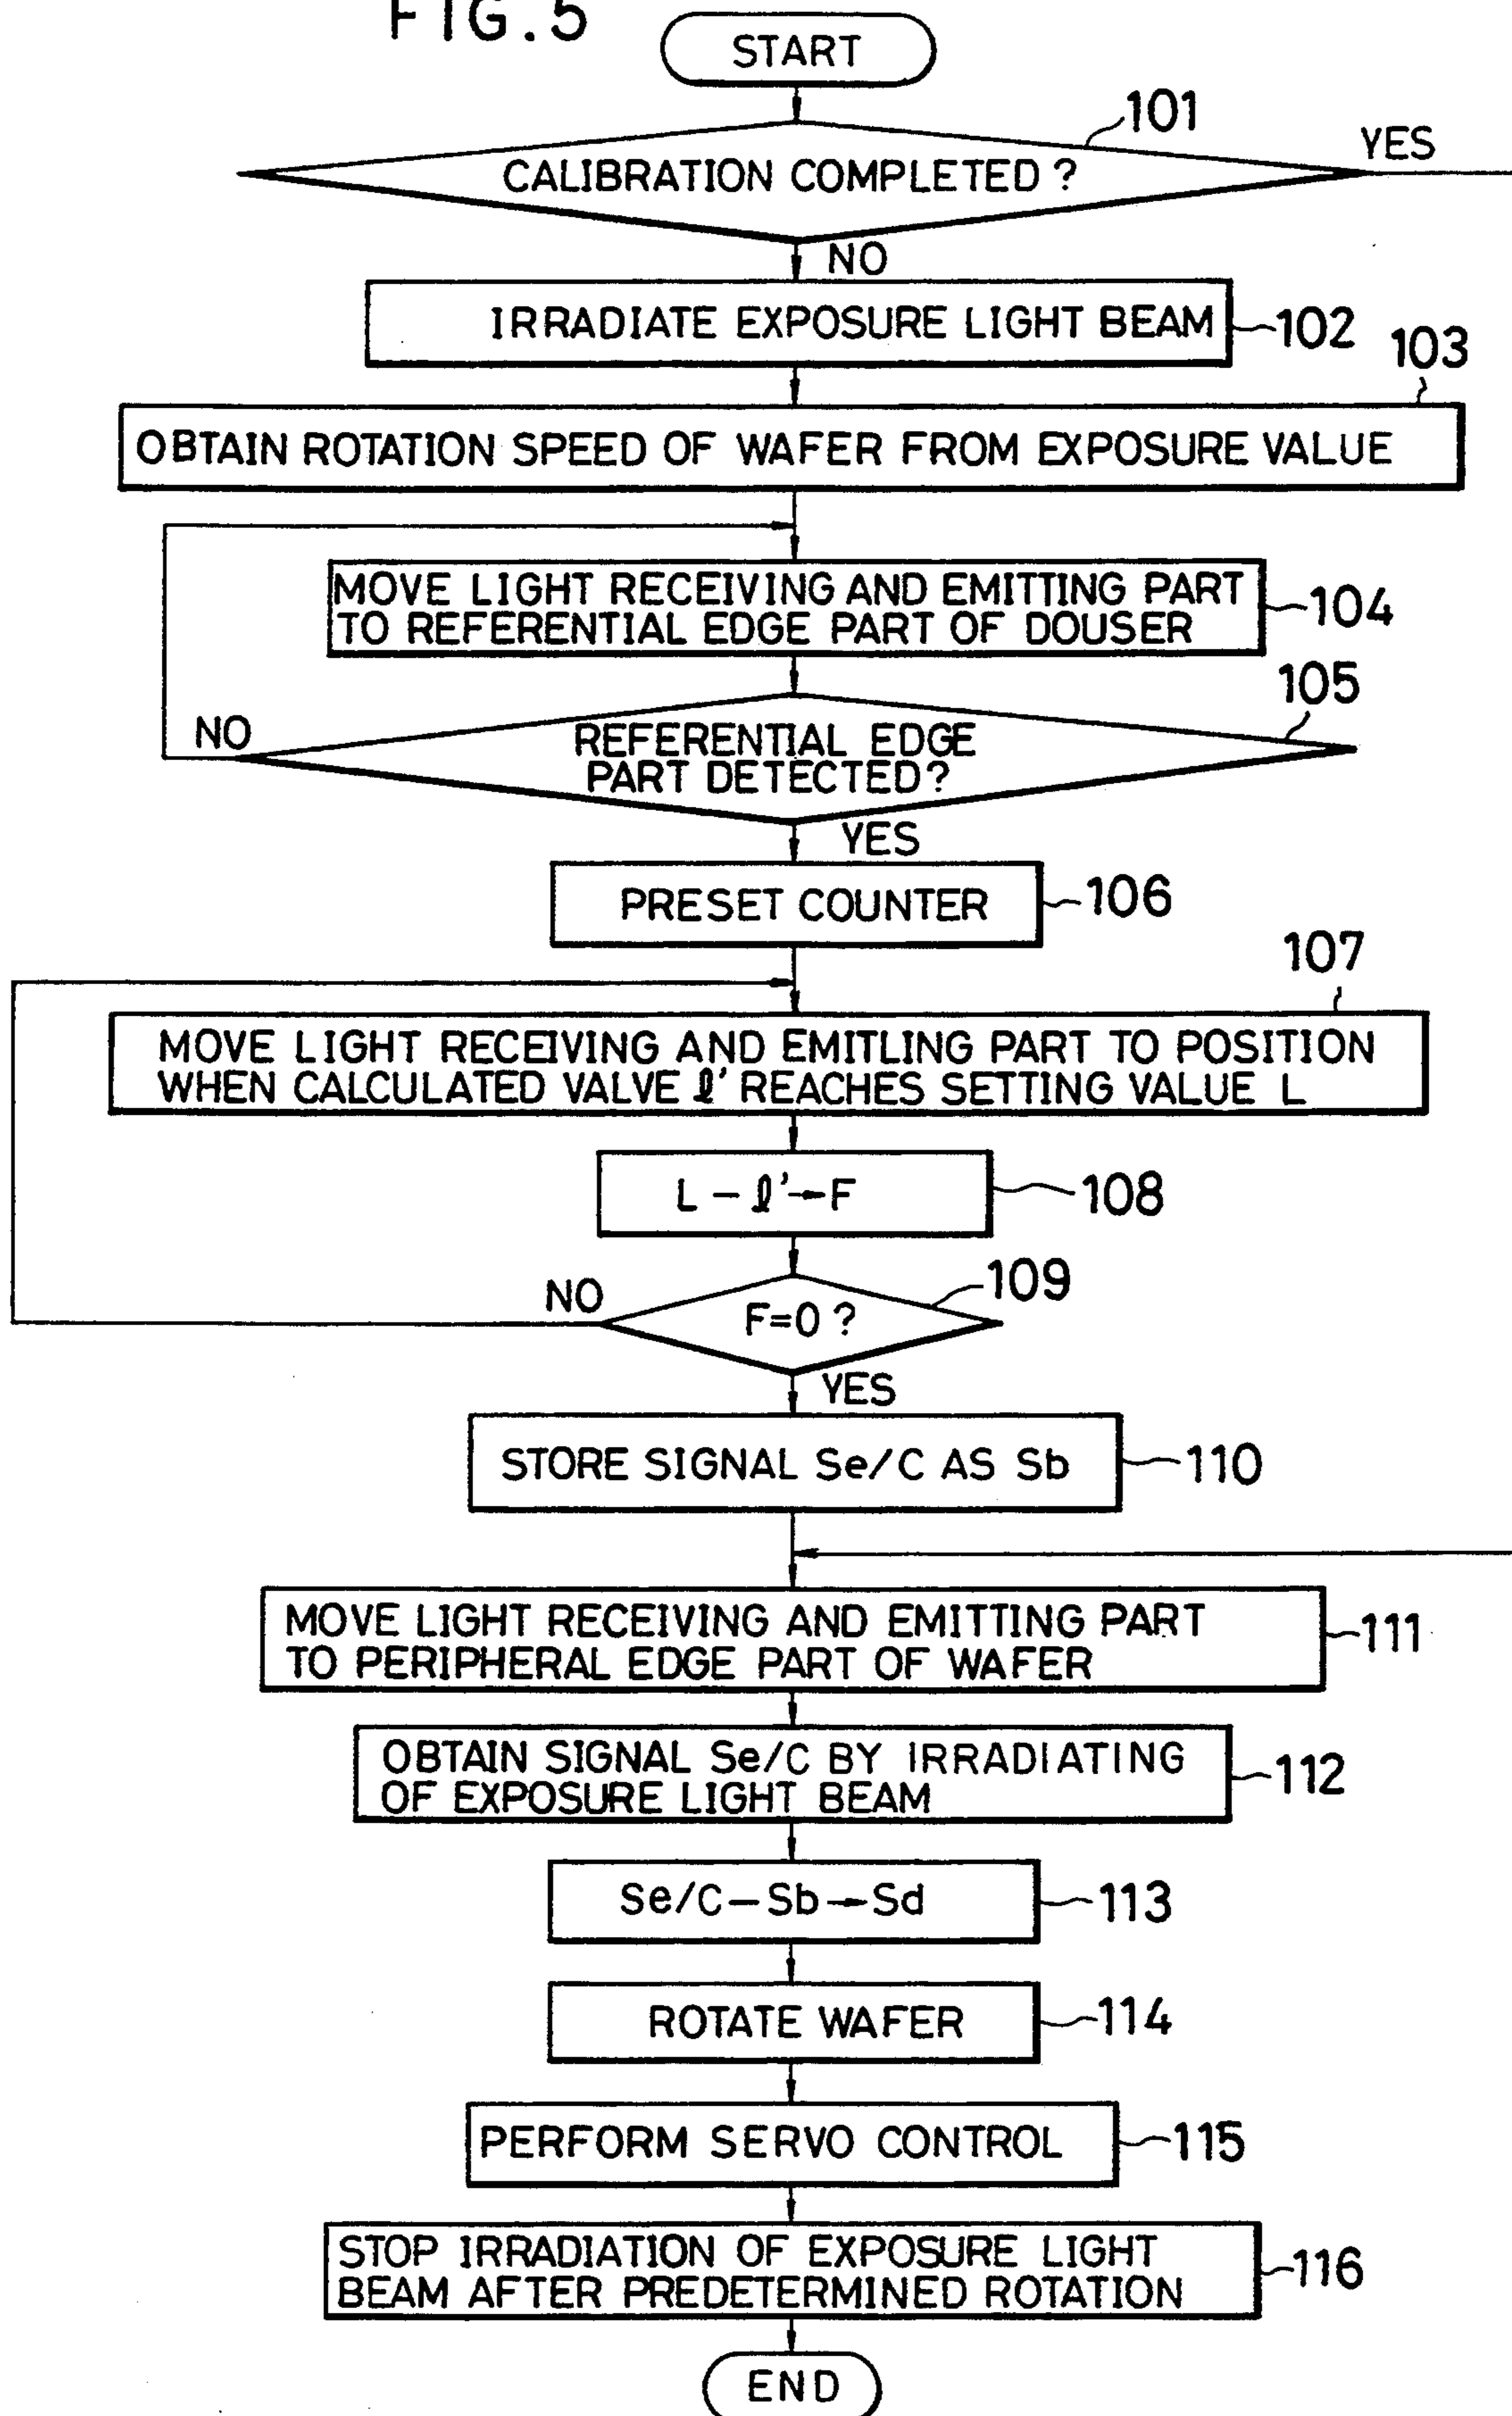 FIG.5
START
101
CALIBRATION COMPLETED ?
YES
NO
IRRADIATE EXPOSURE LIGHT BEAM
102
103
OBTAIN ROTATION SPEED OF WAFER FROM EXPOSURE VALUE
MOVE LIGHT RECEIVING AND EMITTING PART
TO REFERENTIAL EDGE PART OF DOUSER
104
105
NO
REFERENTIAL EDGE
PART DETECTED?
YES
PRESET COUNTER
106
107
MOVE LIGHT RECEIVING AND EMITLING PART TO POSITION
WHEN CALCULATED VALVE ℓ' REACHES SETTING VALUE L
L – ℓ'→F
108
109
NO
F=0 ?
YES
STORE SIGNAL Se/C AS Sb
110
MOVE LIGHT RECEIVING AND EMITTING PART
TO PERIPHERAL EDGE PART OF WAFER
111
OBTAIN SIGNAL Se/C BY IRRADIATING
OF EXPOSURE LIGHT BEAM
112
Se/C–Sb→Sd
113
ROTATE WAFER
114
PERFORM SERVO CONTROL
115
STOP IRRADIATION OF EXPOSURE LIGHT
BEAM AFTER PREDETERMINED ROTATION
116
END